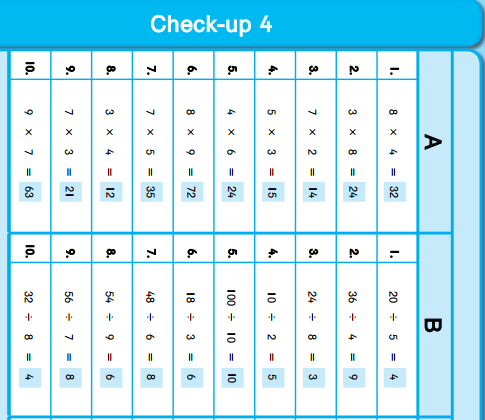 Check-up 4
A
1. 8 × 4 = 32
2. 3 × 8 = 24
3. 7 × 2 = 14
4. 5 × 3 = 15
5. 4 × 6 = 24
6. 8 × 9 = 72
7. 7 × 5 = 35
8. 3 × 4 = 12
9. 7 × 3 = 21
10. 9 × 7 = 63
B
1. 20 ÷ 5 = 4
2. 36 ÷ 4 = 9
3. 24 ÷ 8 = 3
4. 10 ÷ 2 = 5
5. 100 ÷ 10 = 10
6. 18 ÷ 3 = 6
7. 48 ÷ 6 = 8
8. 54 ÷ 9 = 6
9. 56 ÷ 7 = 8
10. 32 ÷ 8 = 4